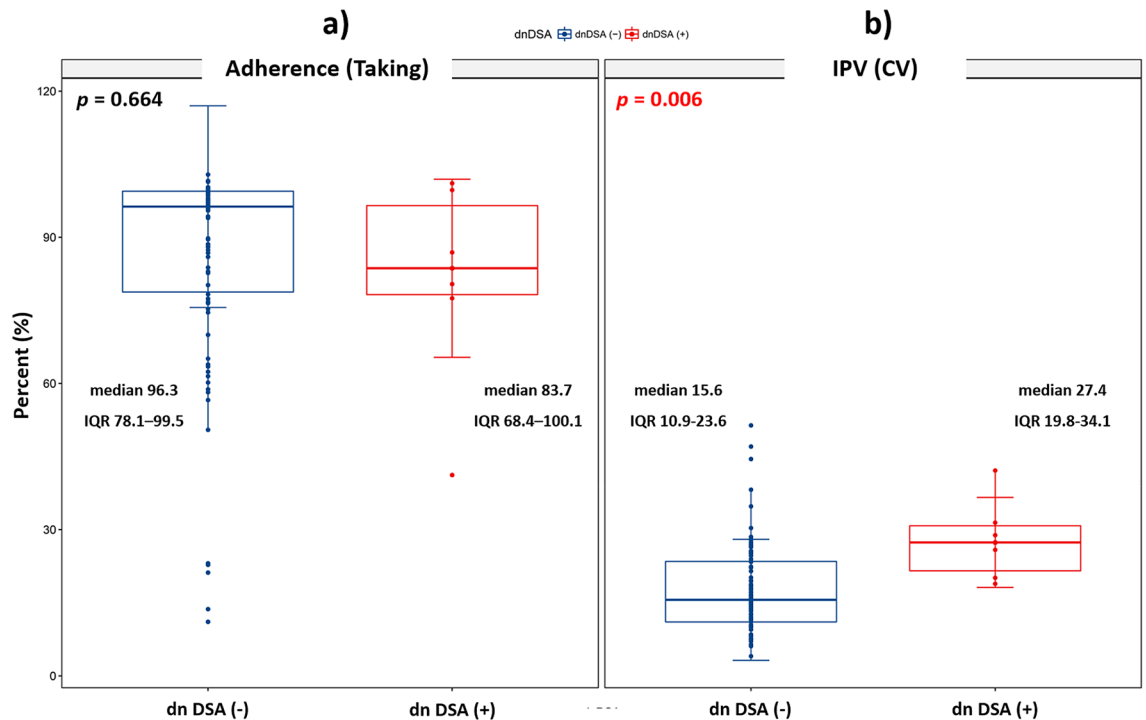 a)
b)
dnDSA dnDSA (−) dnDSA (+)
Adherence (Taking)
IPV (CV)
p = 0.664
p = 0.006
120
90
60
30
0
Percent (%)
median 96.3
IQR 78.1–99.5
median 83.7
IQR 68.4–100.1
median 15.6
IQR 10.9-23.6
median 27.4
IQR 19.8-34.1
dn DSA (-)
dn DSA (+)
dn DSA (-)
dn DSA (+)